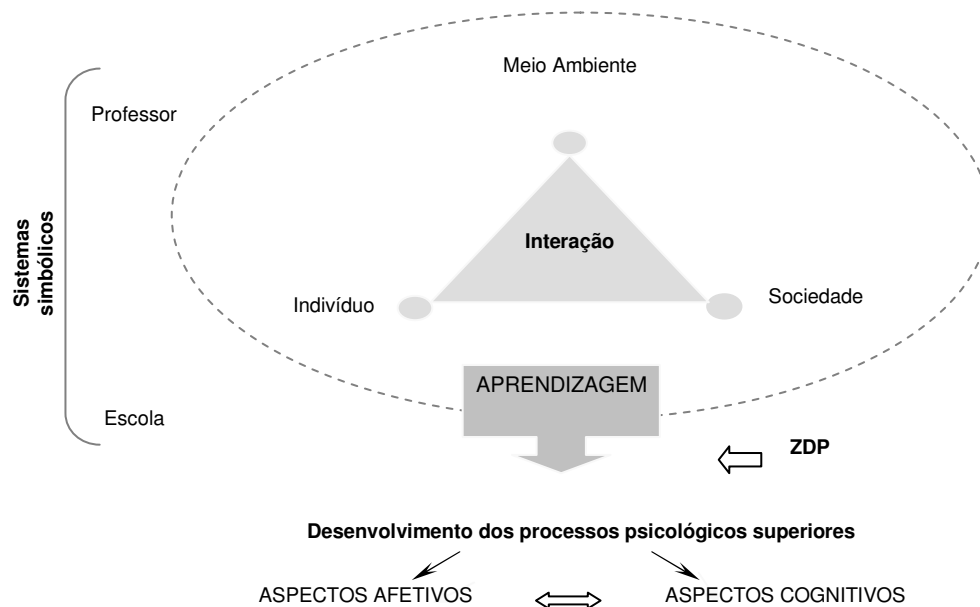 Meio Ambiente
Professor
Sistemas
simbólicos
Interação
Indivíduo
Sociedade
APRENDIZAGEM
Escola
ZDP
Desenvolvimento dos processos psicológicos superiores
ASPECTOS AFETIVOS
ASPECTOS COGNITIVOS